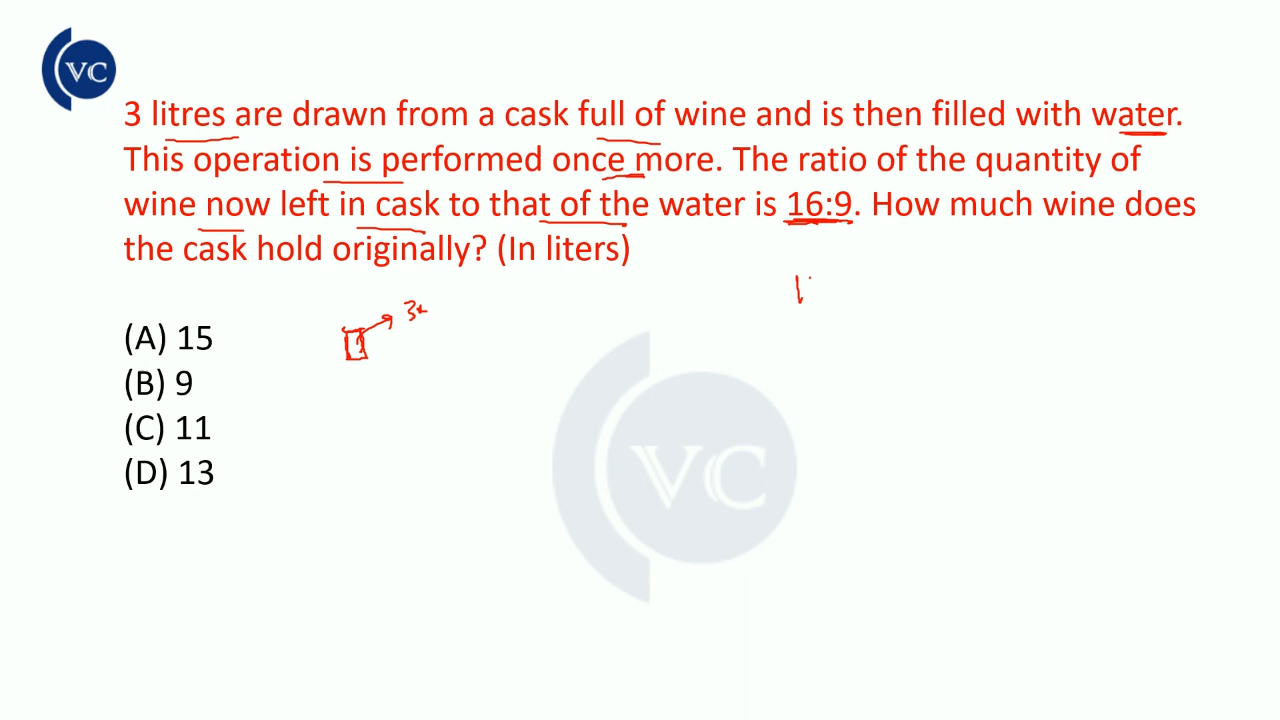 VC
3 litres are drawn from a cask full of wine and is then filled with water.
This operation is performed once more. The ratio of the quantity of
wine now left in cask to that of the water is 16:9. How much wine does
the cask hold originally? (In liters)
(A) 15
(B) 9
(C) 11
(D) 13
VC